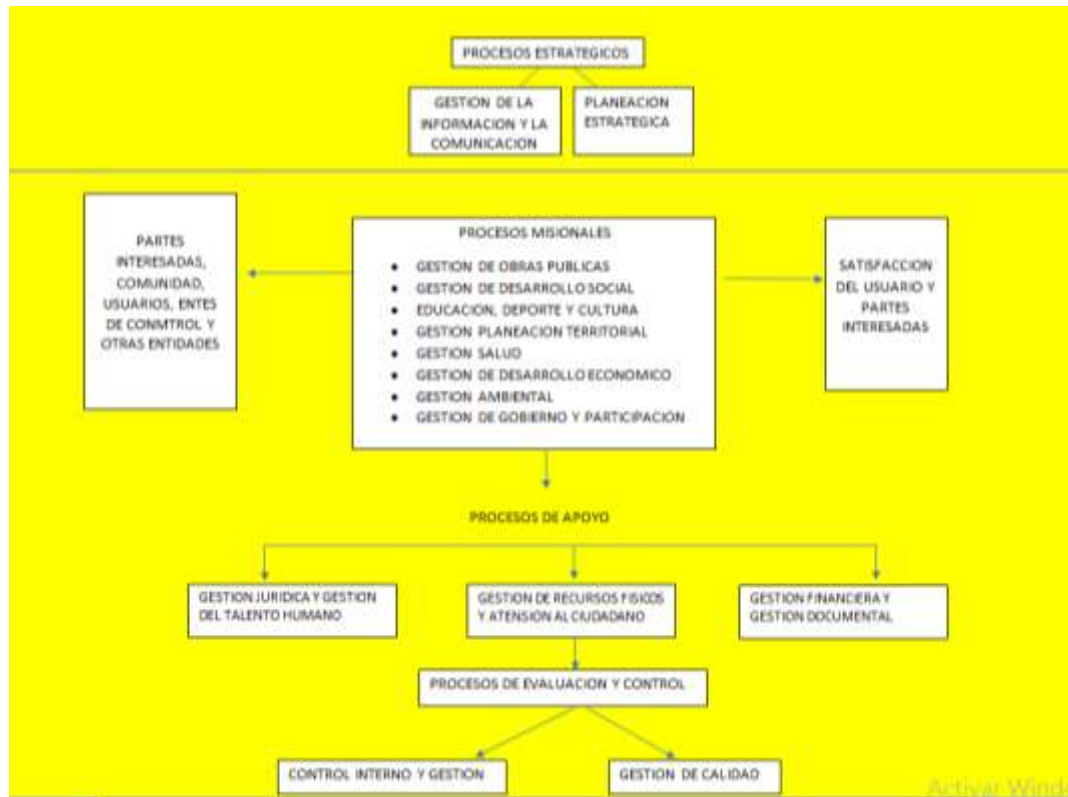 PROCESOS ESTRATEGICOS
GESTION DE LA
INFORMACION Y LA
COMUNICACION
PLANEACION
ESTRATEGICA
PARTES
INTERESADAS,
COMUNIDAD,
USUARIOS, ENTES
DE CONMTROL Y
OTRAS ENTIDADES
PROCESOS MISIONALES
• GESTION DE OBRAS PUBLICAS
• GESTION DE DESARROLLO SOCIAL
• EDUCACION, DEPORTE Y CULTURA
• GESTION PLANEACION TERRITORIAL
• GESTION SALUD
• GESTION DE DESARROLLO ECONOMICO
• GESTION AMBIENTAL
• GESTION DE GOBIERNO Y PARTICIPACION
SATISFACCION
DEL USUARIO Y
PARTES
INTERESADAS
PROCESOS DE APOYO
GESTION JURIDICA Y GESTION
DEL TALENTO HUMANO
GESTION DE RECURSOS FISICOS
Y ATENSION AL CIUDADANO
GESTION FINANCIERA Y
GESTION DOCUMENTAL
PROCESOS DE EVALUACION Y CONTROL
CONTROL INTERNO Y GESTION
GESTION DE CALIDAD
Activar Windo